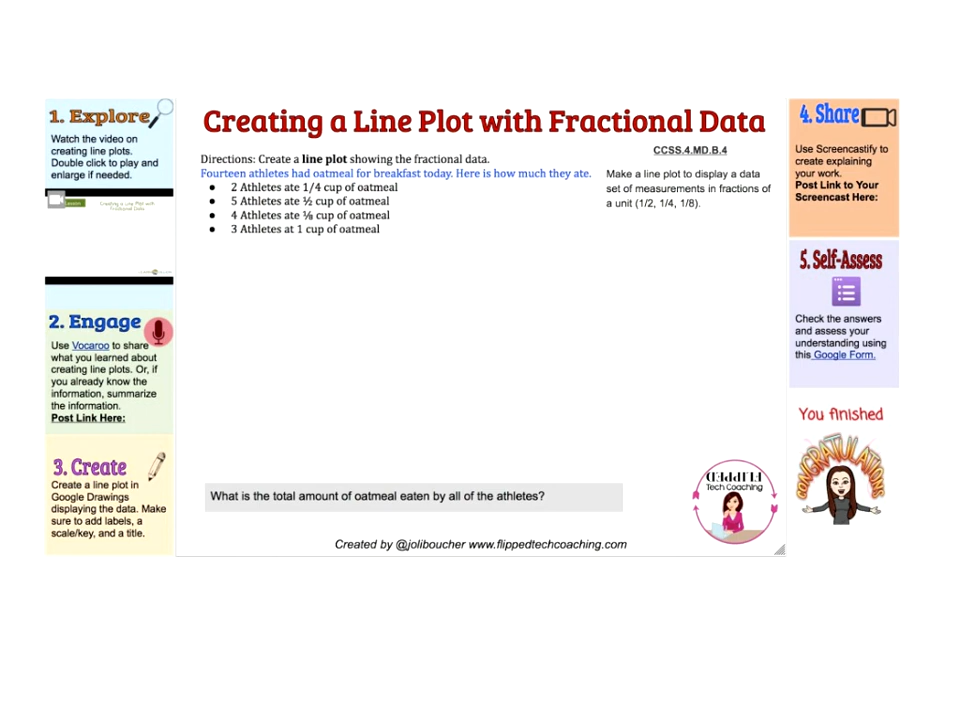 1. Explore
Watch the video on
creating line plots.
Double click to play and
enlarge if needed.
Creating a Line Plot with
Fractional Data
2. Engage
Use Vocaroo to share
what you learned about
creating line plots. Or, if
you already know the
information, summarize
the information.
Post Link Here:
3. Create
Create a line plot in
Google Drawings
displaying the data. Make
sure to add labels, a
scale/key, and a title.
Creating a Line Plot with Fractional Data
Directions: Create a line plot showing the fractional data.
Fourteen athletes had oatmeal for breakfast today. Here is how much they ate.
● 2 Athletes ate 1/4 cup of oatmeal
● 5 Athletes ate ½ cup of oatmeal
● 4 Athletes ate ⅛ cup of oatmeal
● 3 Athletes at 1 cup of oatmeal
CCSS.4.MD.B.4
Make a line plot to display a data
set of measurements in fractions of
a unit (1/2, 1/4, 1/8).
What is the total amount of oatmeal eaten by all of the athletes?
Tech Coaching
Created by @joliboucher www.flippedtechcoaching.com
4. Share
Use Screencastify to
create explaining
your work.
Post Link to Your
Screencast Here:
5. Self-Assess
Check the answers
and assess your
understanding using
this Google Form.
You finished
CONGRATULATIONS